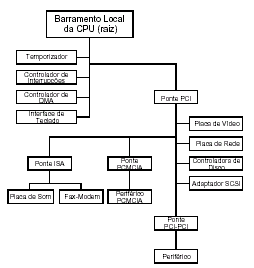 Barramento Local
da CPU (raiz)
Temporizador
Controlador de
Interrupções
Controlador de
DMA
Interface de
Teclado
Ponte PCI
Placa de Vídeo
Placa de Rede
Controladora de
Disco
Adaptador SCSI
Ponte ISA
Ponte
PCMCIA
Placa de Som
Fax-Modem
Periférico
PCMCIA
Ponte
PCI-PCI
Periférico